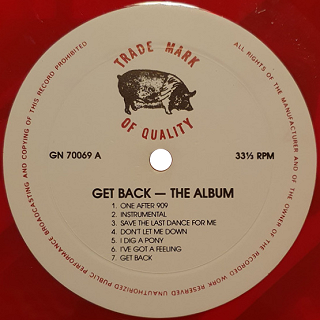 TRADE MARK
OF QUALITY
GN 70069 A
33⅓ RPM
GET BACK — THE ALBUM
1. ONE AFTER 909
2. INSTRUMENTAL
3. SAVE THE LAST DANCE FOR ME
4. DON'T LET ME DOWN
5. I DIG A PONY
6. I'VE GOT A FEELING
7. GET BACK
ALL RIGHTS OF THE MANUFACTURER AND OF THE OWNER OF THE RECORDED WORK RESERVED UNAUTHORIZED PUBLIC PERFORMANCE BROADCASTING AND COPYING OF THIS RECORD PROHIBITED